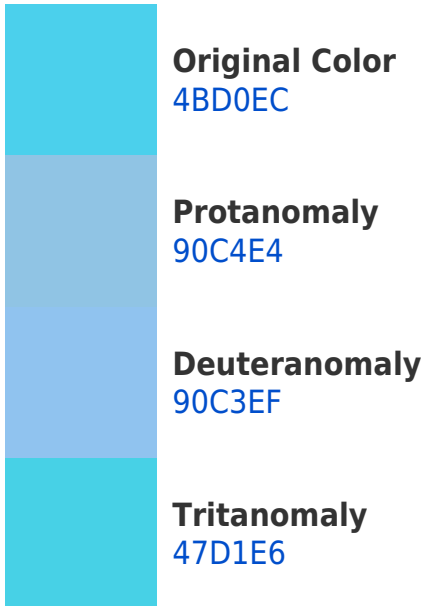 Original Color
4BD0EC
Protanomaly
90C4E4
Deuteranomaly
90C3EF
Tritanomaly
47D1E6